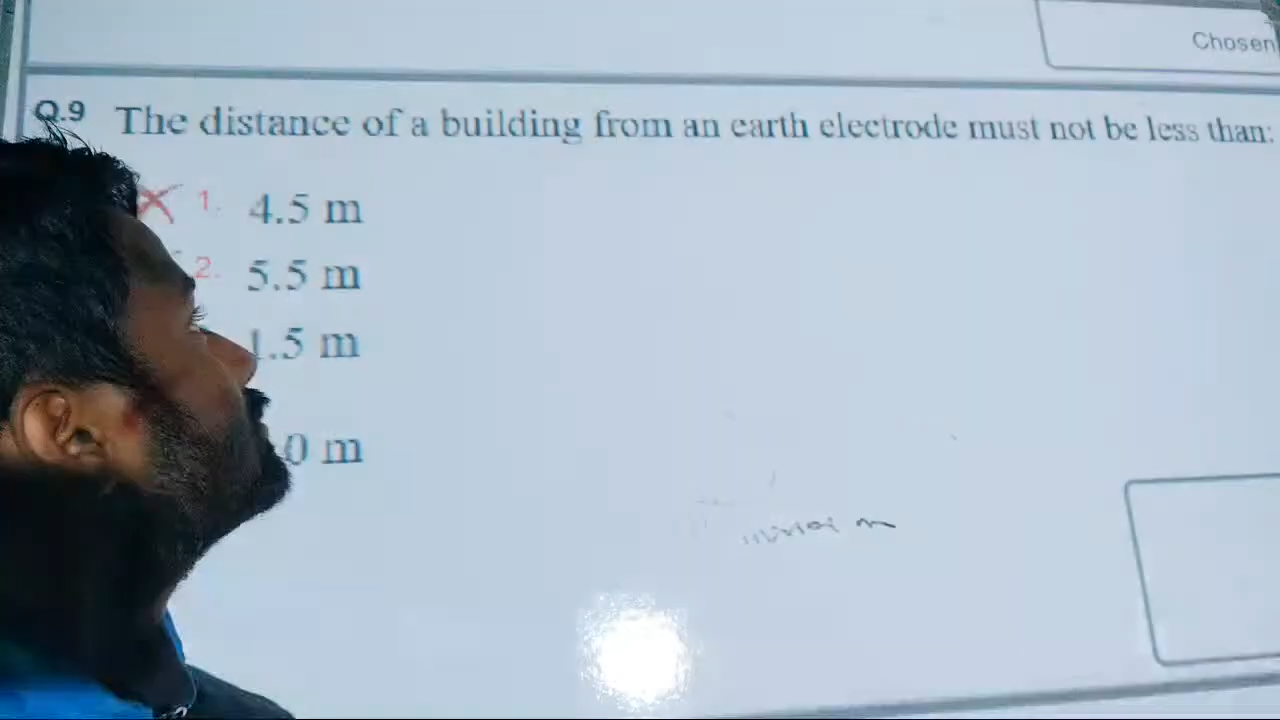 Chosen
Q.9 The distance of a building from an earth electrode must not be less than:
1. 4.5 m
2. 5.5 m
1.5 m
0 m